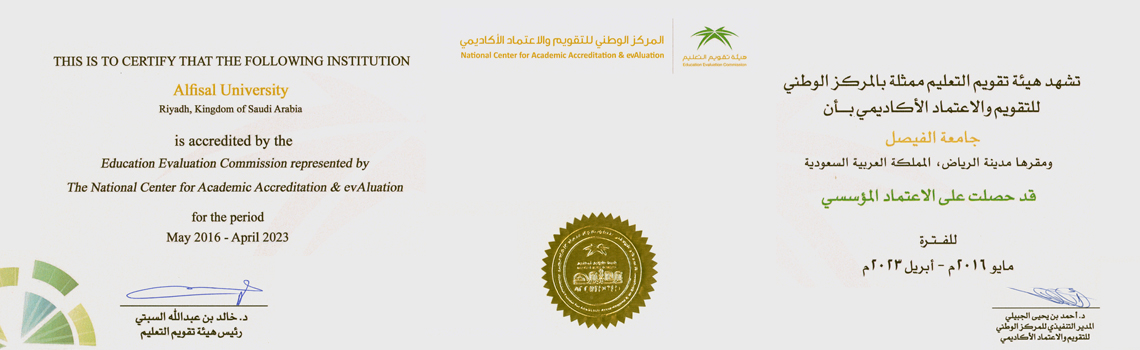 المركز الوطني للتقويم والاعتماد الأكاديمي
National Center for Academic Accreditation & evAluation
هيئة تقويم التعليم
Education Evaluation Commission
THIS IS TO CERTIFY THAT THE FOLLOWING INSTITUTION
Alfisal University
Riyadh, Kingdom of Saudi Arabia
is accredited by the
Education Evaluation Commission represented by
The National Center for Academic Accreditation & evAluation
for the period
May 2016 - April 2023
د. خالد بن عبدالله السبتي
رئيس هيئة تقويم التعليم
تشهد هيئة تقويم التعليم ممثلة بالمركز الوطني
للتقويم والاعتماد الأكاديمي بـأن
جامعة الفيصل
ومقرها مدينة الرياض، المملكة العربية السعودية
قد حصلت على الاعتماد المؤسسي
للفـترة
مايو ٢٠١٦م - أبريل ٢٠٢٣م
د. أحمد بن يحيى الجبيلي
المدير التنفيذي للمركز الوطني
للتقويم والاعتماد الأكاديمي